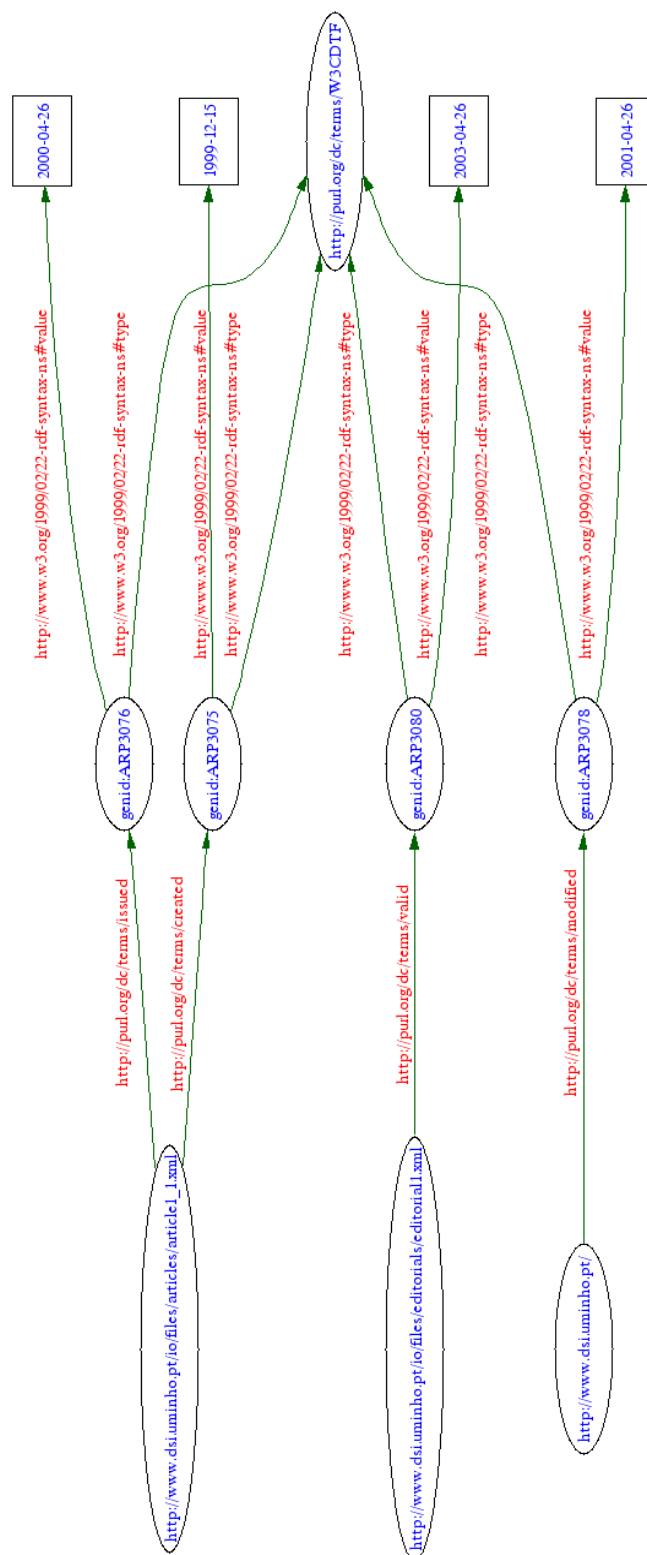 http://www.dsi.uminho.pt/io/files/articles/article1_1.xml
http://purl.org/dc/terms/issued
http://purl.org/dc/terms/created
genid:ARP3076
genid:ARP3075
http://www.w3.org/1999/02/22-rdf-syntax-ns#value
http://www.w3.org/1999/02/22-rdf-syntax-ns#type
http://www.w3.org/1999/02/22-rdf-syntax-ns#value
http://www.w3.org/1999/02/22-rdf-syntax-ns#type
2000-04-26
1999-12-15
http://purl.org/dc/terms/W3CDTF
http://www.dsi.uminho.pt/io/files/editorials/editorial1.xml
http://purl.org/dc/terms/valid
genid:ARP3080
http://www.w3.org/1999/02/22-rdf-syntax-ns#type
http://www.w3.org/1999/02/22-rdf-syntax-ns#value
http://www.w3.org/1999/02/22-rdf-syntax-ns#type
2003-04-26
http://www.dsi.uminho.pt/
http://purl.org/dc/terms/modified
genid:ARP3078
http://www.w3.org/1999/02/22-rdf-syntax-ns#value
2001-04-26